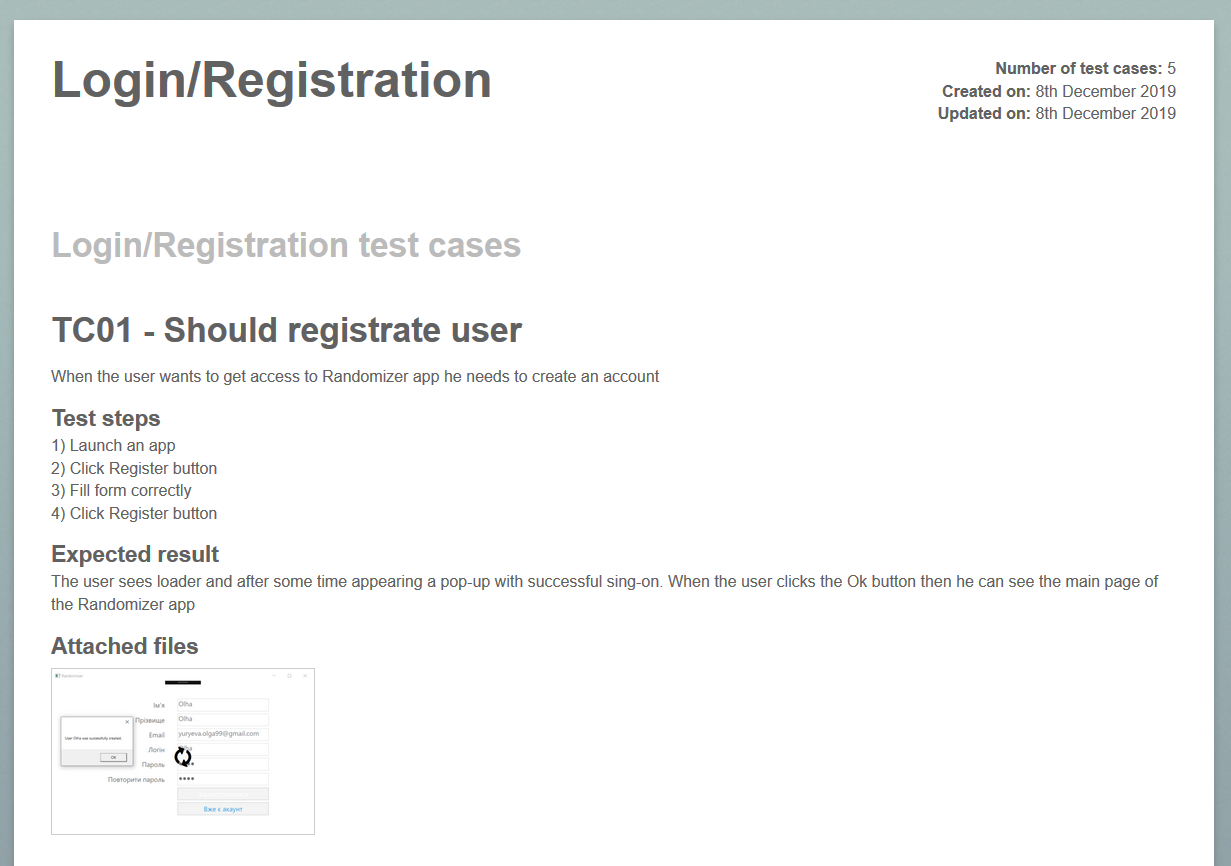 Login/Registration
Number of test cases: 5
Created on: 8th December 2019
Updated on: 8th December 2019
Login/Registration test cases
TC01 - Should registrate user
When the user wants to get access to Randomizer app he needs to create an account
Test steps
1) Launch an app
2) Click Register button
3) Fill form correctly
4) Click Register button
Expected result
The user sees loader and after some time appearing a pop-up with successful sing-on. When the user clicks the Ok button then he can see the main page of
the Randomizer app
Attached files
Ім'я Olha
Прізвище Olha
Email yuryeva.olga99@gmail.com
User Olha was successfully created
OK
Логін
Пароль
Повторити пароль
Вже є акаунт